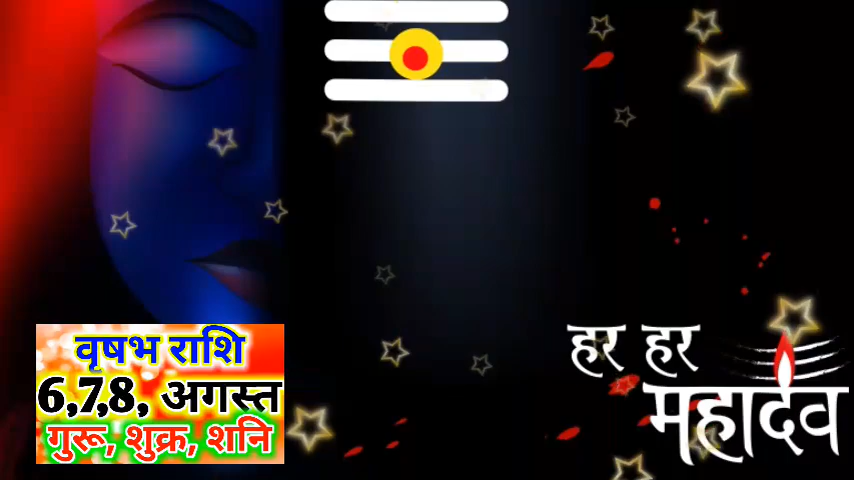 वृषभ राशि
6,7,8, अगस्त
गुरू, शुक्र, शनि
हर हर
महादेव